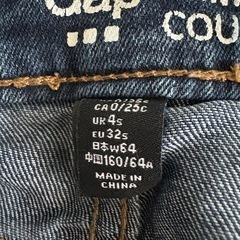 Gap
COU
CA 0/25c
UK 4s
EU 32s
日本 W64
中国 160/64A
MADE IN
CHINA